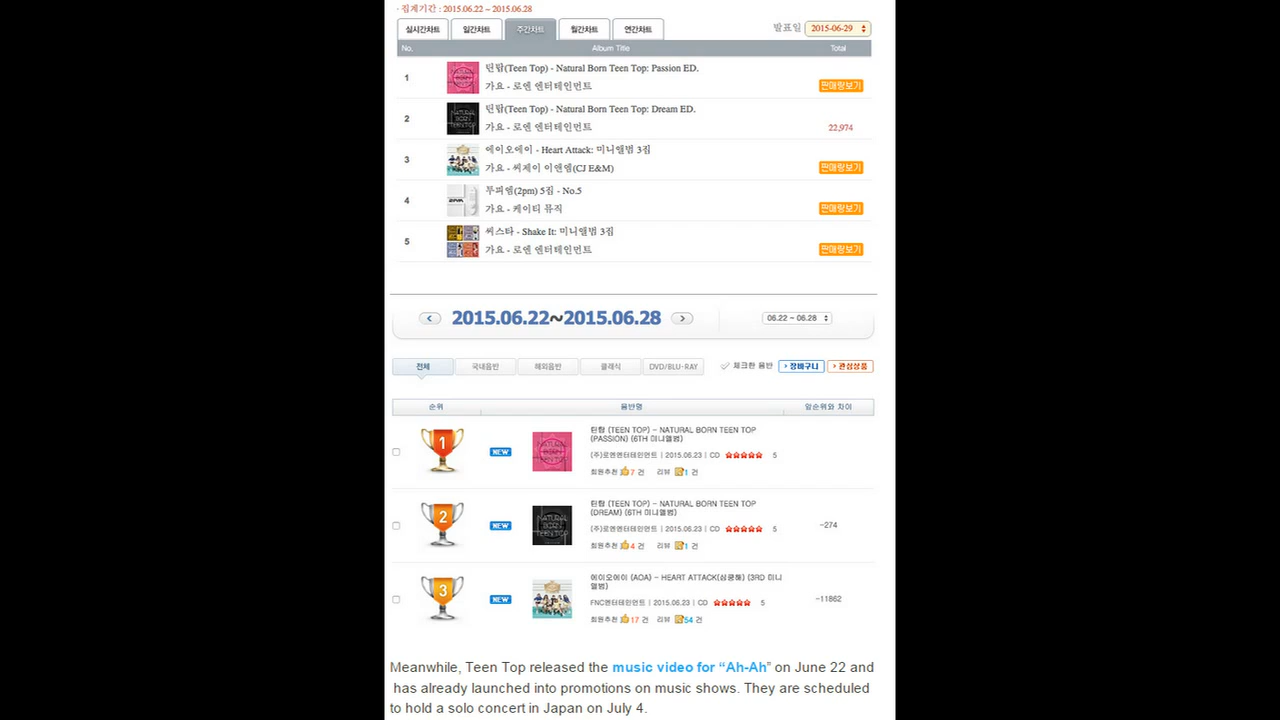 · 집계기간 : 2015.06.22 ~ 2015.06.28
실시간차트 일간차트 주간차트 월간차트 연간차트 발표일 2015-06-29
No. Album Title Total
1 틴탑(Teen Top) - Natural Born Teen Top: Passion ED.
가요 - 로엔 엔터테인먼트 판매량보기
2 틴탑(Teen Top) - Natural Born Teen Top: Dream ED.
가요 - 로엔 엔터테인먼트 22,974
3 에이오에이 - Heart Attack: 미니앨범 3집
가요 - 씨제이 이앤엠(CJ E&M) 판매량보기
4 투피엠(2pm) 5집 - No.5
가요 - 케이티 뮤직 판매량보기
5 씨스타 - Shake It: 미니앨범 3집
가요 - 로엔 엔터테인먼트 판매량보기
2015.06.22~2015.06.28 06.22 ~ 06.28
전체 국내음반 해외음반 클래식 DVD/BLU-RAY 체크한 음반 장바구니 관심상품
순위 음반명 앞순위와 차이
1 NEW 틴탑 (TEEN TOP) - NATURAL BORN TEEN TOP
(PASSION) (6TH 미니앨범)
(주)로엔엔터테인먼트 | 2015.06.23 | CD ★★★★★ 5
회원추천 7 건 리뷰 1 건
2 NEW 틴탑 (TEEN TOP) - NATURAL BORN TEEN TOP
(DREAM) (6TH 미니앨범) -274
(주)로엔엔터테인먼트 | 2015.06.23 | CD ★★★★★ 5
회원추천 4 건 리뷰 1 건
3 NEW 에이오에이 (AOA) - HEART ATTACK(심쿵해) (3RD 미니
앨범) -11862
FNC엔터테인먼트 | 2015.06.23 | CD ★★★★★ 5
회원추천 17 건 리뷰 54 건
Meanwhile, Teen Top released the music video for “Ah-Ah” on June 22 and
has already launched into promotions on music shows. They are scheduled
to hold a solo concert in Japan on July 4.